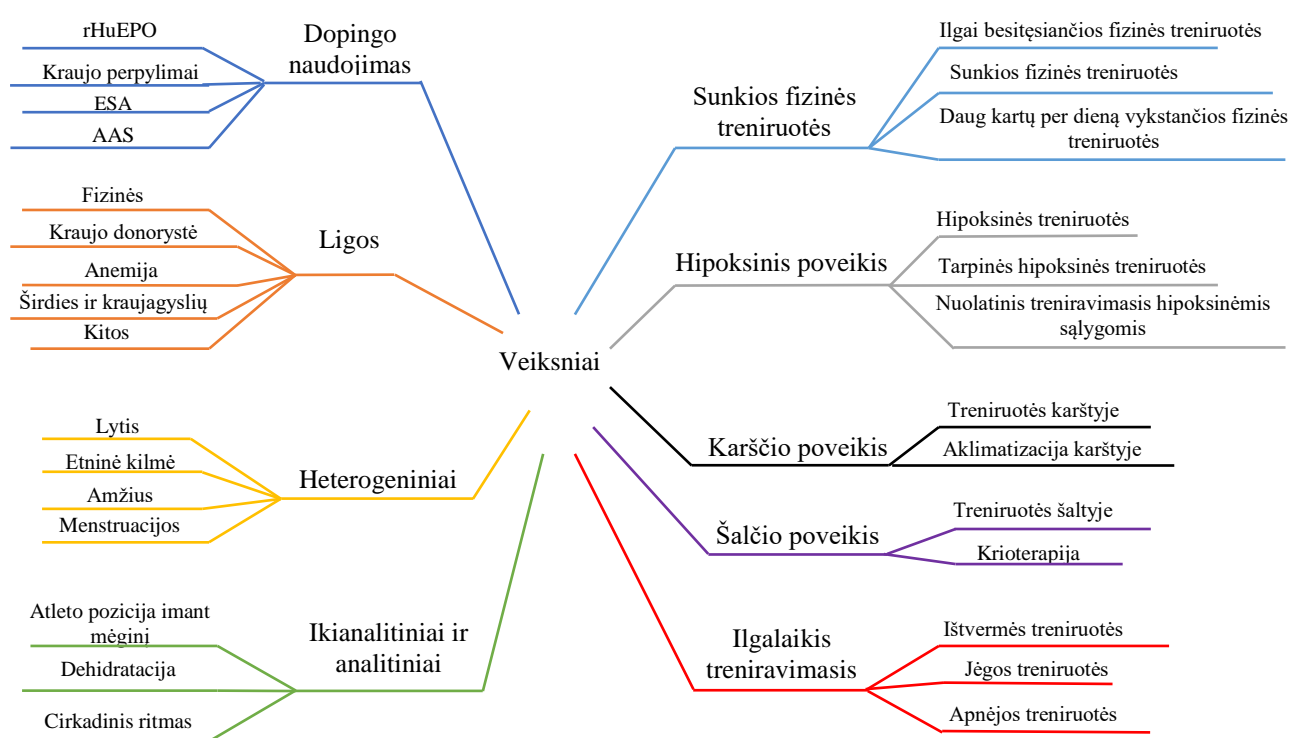 rHuEPO
Kraujo perpylimai
ESA
AAS
Dopingo
naudojimas
Fizinės
Kraujo donorystė
Anemija
Širdies ir kraujagyslių
Kitos
Ligos
Lytis
Etninė kilmė
Amžius
Menstruacijos
Heterogeniniai
Atleto pozicija imant
mėginį
Dehidratacija
Cirkadinis ritmas
Ikianalitiniai ir
analitiniai
Veiksniai
Sunkios fizinės
treniruotės
Ilgai besitęsiančios fizinės treniruotės
Sunkios fizinės treniruotės
Daug kartų per dieną vykstančios fizinės
treniruotės
Hipoksinis poveikis
Hipoksinės treniruotės
Tarpinės hipoksinės treniruotės
Nuolatinis treniravimasis hipoksinėmis
sąlygomis
Karščio poveikis
Treniruotės karštyje
Aklimatizacija karštyje
Šalčio poveikis
Treniruotės šaltyje
Krioterapija
Ilgalaikis
treniravimasis
Ištvermės treniruotės
Jėgos treniruotės
Apnėjos treniruotės